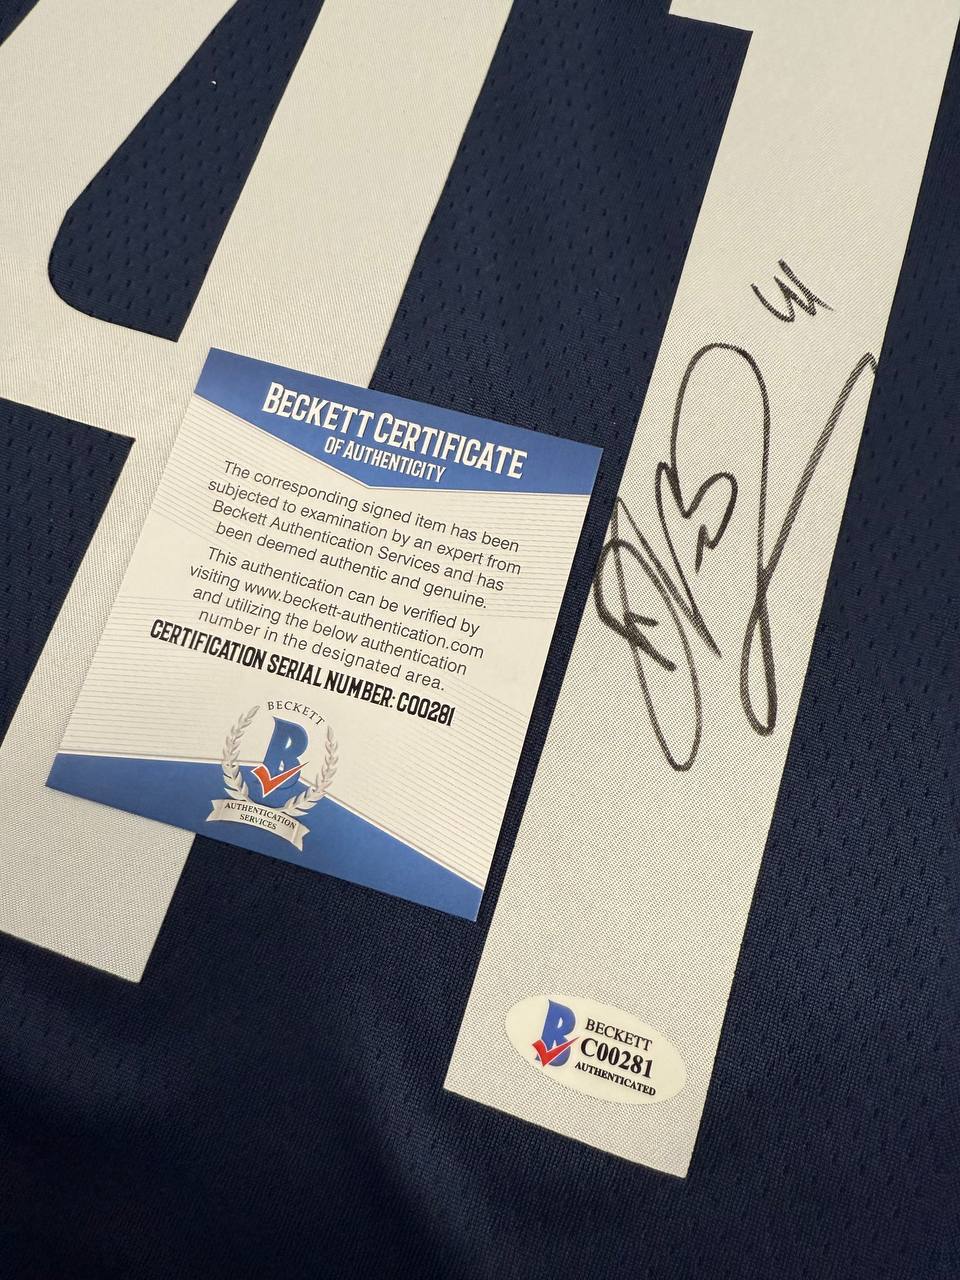 41
BECKETT CERTIFICATE
OF AUTHENTICITY
The corresponding signed item has been
subjected to examination by an expert from
Beckett Authentication Services and has
been deemed authentic and genuine.
This authentication can be verified by
visiting www.beckett-authentication.com
and utilizing the below authentication
number in the designated area.
CERTIFICATION SERIAL NUMBER: C00281
BECKETT
B
AUTHENTICATION
SERVICES
B
BECKETT
C00281
AUTHENTICATED